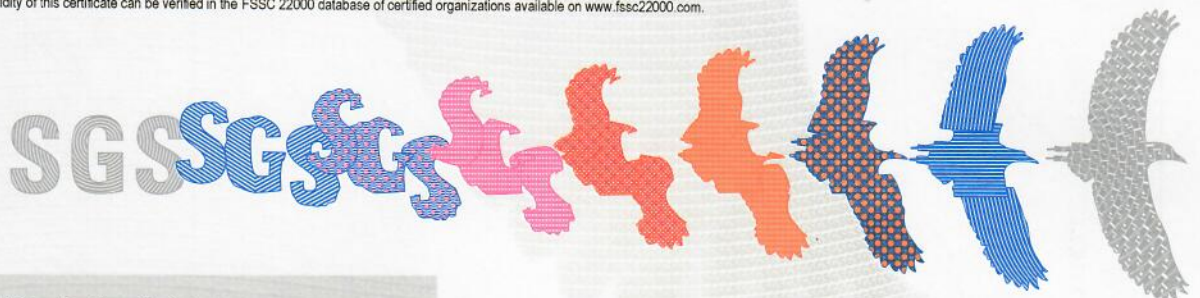 idity of this certificate can be verified in the FSSC 22000 database of certified organizations available on www.fssc22000.com.
SGS SGS SGS